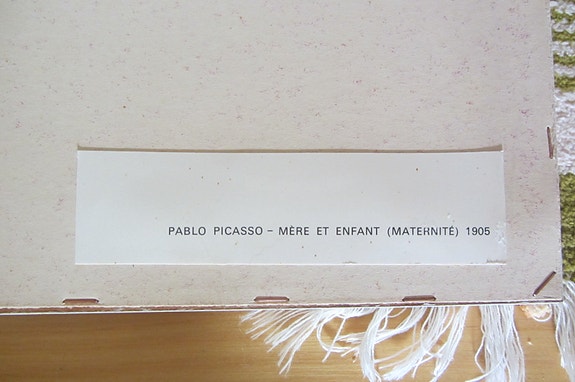 PABLO PICASSO – MÈRE ET ENFANT (MATERNITÉ) 1905